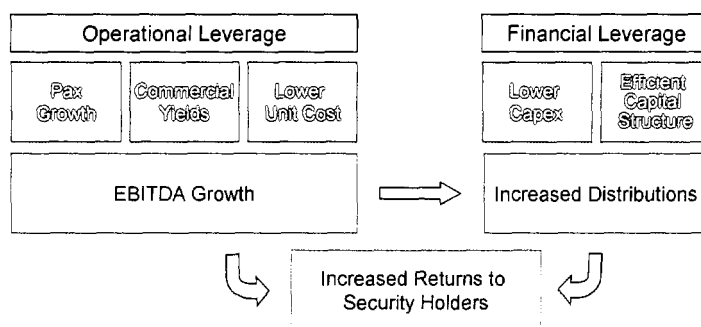 Operational Leverage
Financial Leverage
Pax
Growth
Commercial
Yields
Lower
Unit Cost
Lower
Capex
Efficient
Capital
Structure
EBITDA Growth
Increased Distributions
Increased Returns to
Security Holders